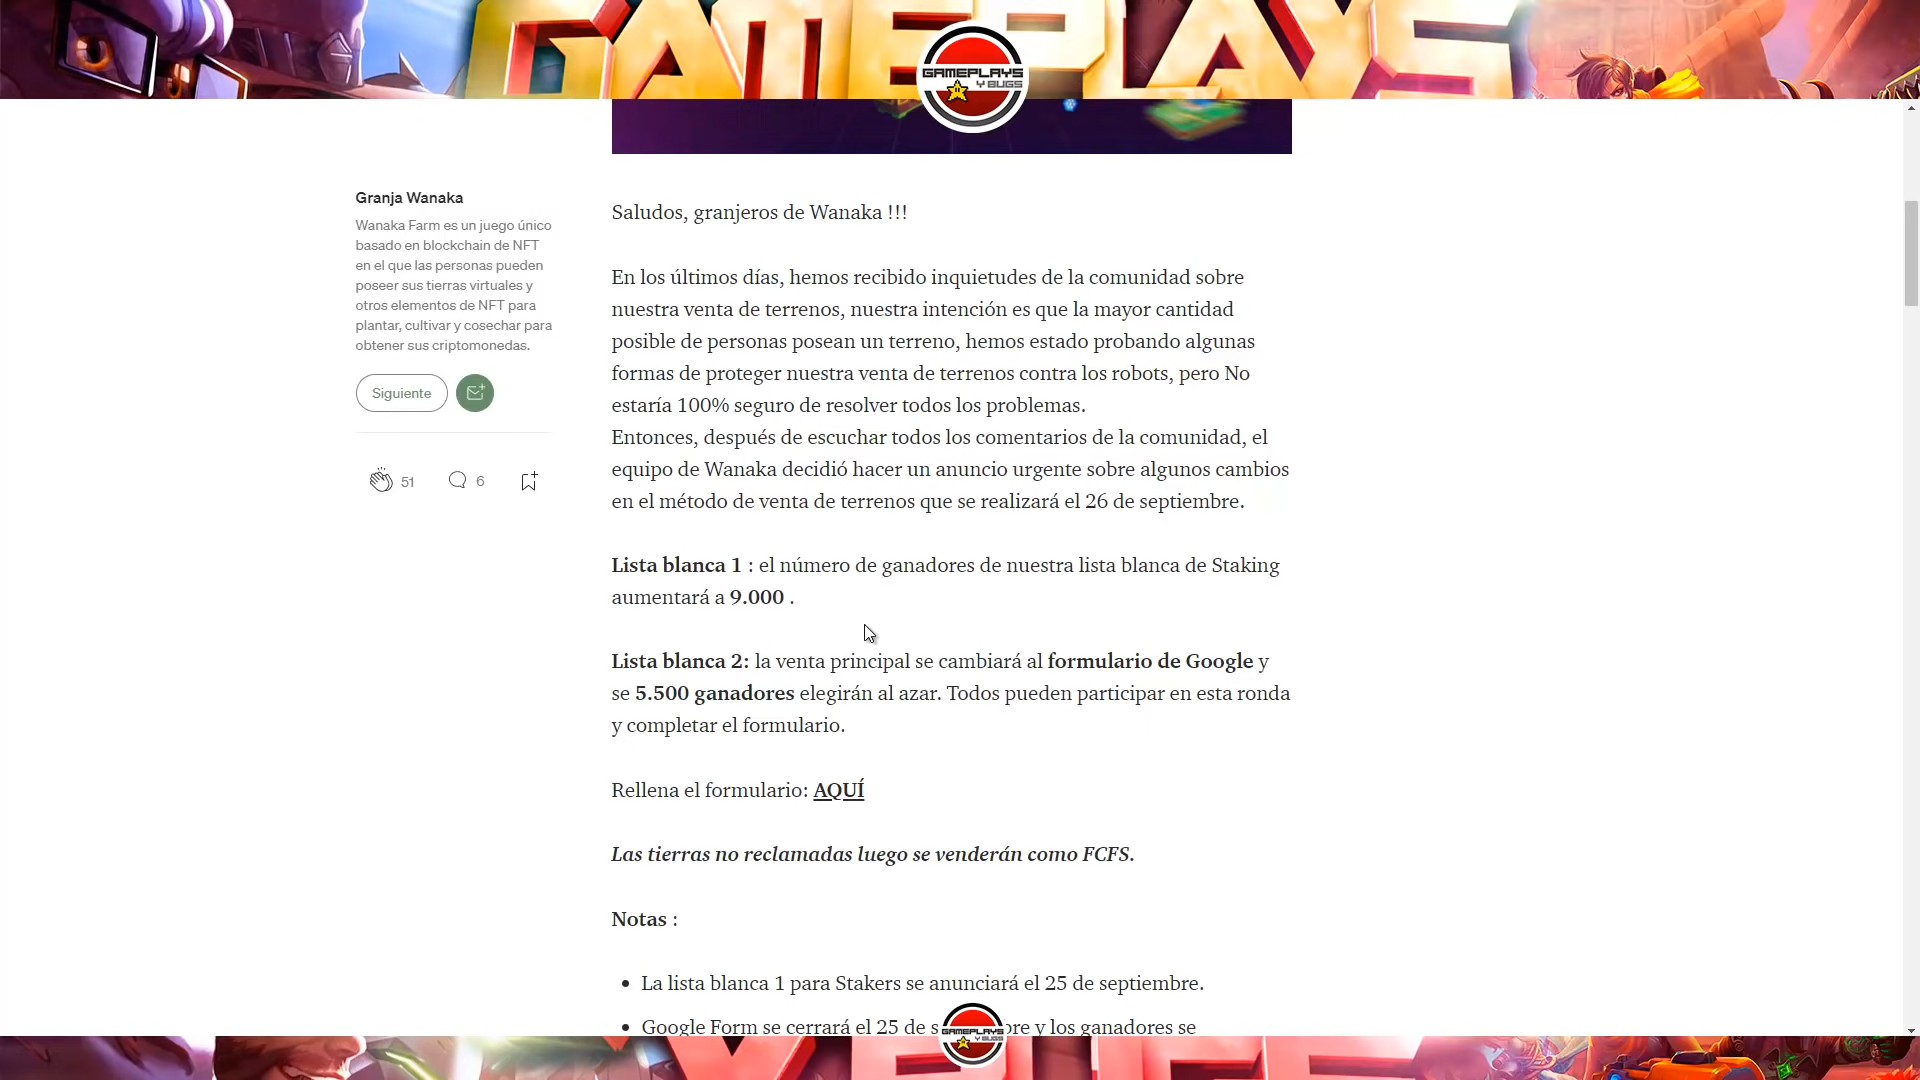 GAMEPLAYS
GAMEPLAYS
Y BUGS
Granja Wanaka
Wanaka Farm es un juego único
basado en blockchain de NFT
en el que las personas pueden
poseer sus tierras virtuales y
otros elementos de NFT para
plantar, cultivar y cosechar para
obtener sus criptomonedas.
Siguiente
51
6
Saludos, granjeros de Wanaka !!!
En los últimos días, hemos recibido inquietudes de la comunidad sobre
nuestra venta de terrenos, nuestra intención es que la mayor cantidad
posible de personas posean un terreno, hemos estado probando algunas
formas de proteger nuestra venta de terrenos contra los robots, pero No
estaría 100% seguro de resolver todos los problemas.
Entonces, después de escuchar todos los comentarios de la comunidad, el
equipo de Wanaka decidió hacer un anuncio urgente sobre algunos cambios
en el método de venta de terrenos que se realizará el 26 de septiembre.
Lista blanca 1 : el número de ganadores de nuestra lista blanca de Staking
aumentará a 9.000 .
Lista blanca 2: la venta principal se cambiará al formulario de Google y
se 5.500 ganadores elegirán al azar. Todos pueden participar en esta ronda
y completar el formulario.
Rellena el formulario: AQUÍ
Las tierras no reclamadas luego se venderán como FCFS.
Notas :
• La lista blanca 1 para Stakers se anunciará el 25 de septiembre.
• Google Form se cerrará el 25 de s bre y los ganadores se
GAMEPLAYS
Y BUGS